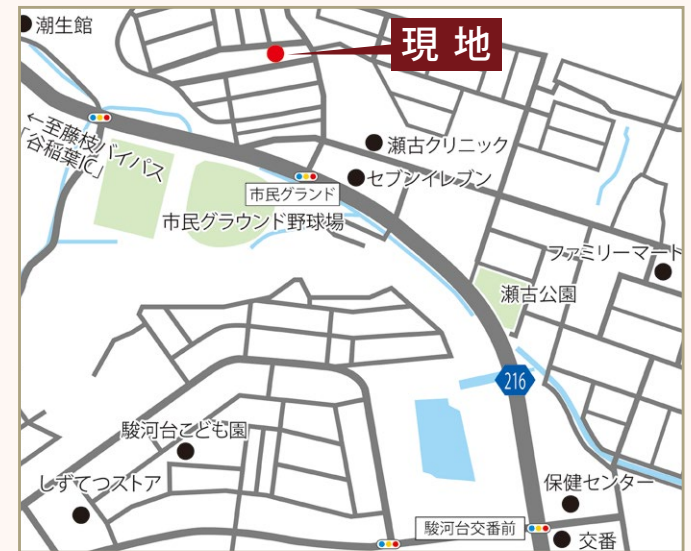 潮生館
現地
瀬古クリニック
←至藤枝バイパス
「谷稲葉IC」
セブンイレブン
市民グランド
市民グラウンド野球場
ファミリーマート
瀬古公園
216
駿河台こども園
しずてつストア
保健センター
駿河台交番前
交番